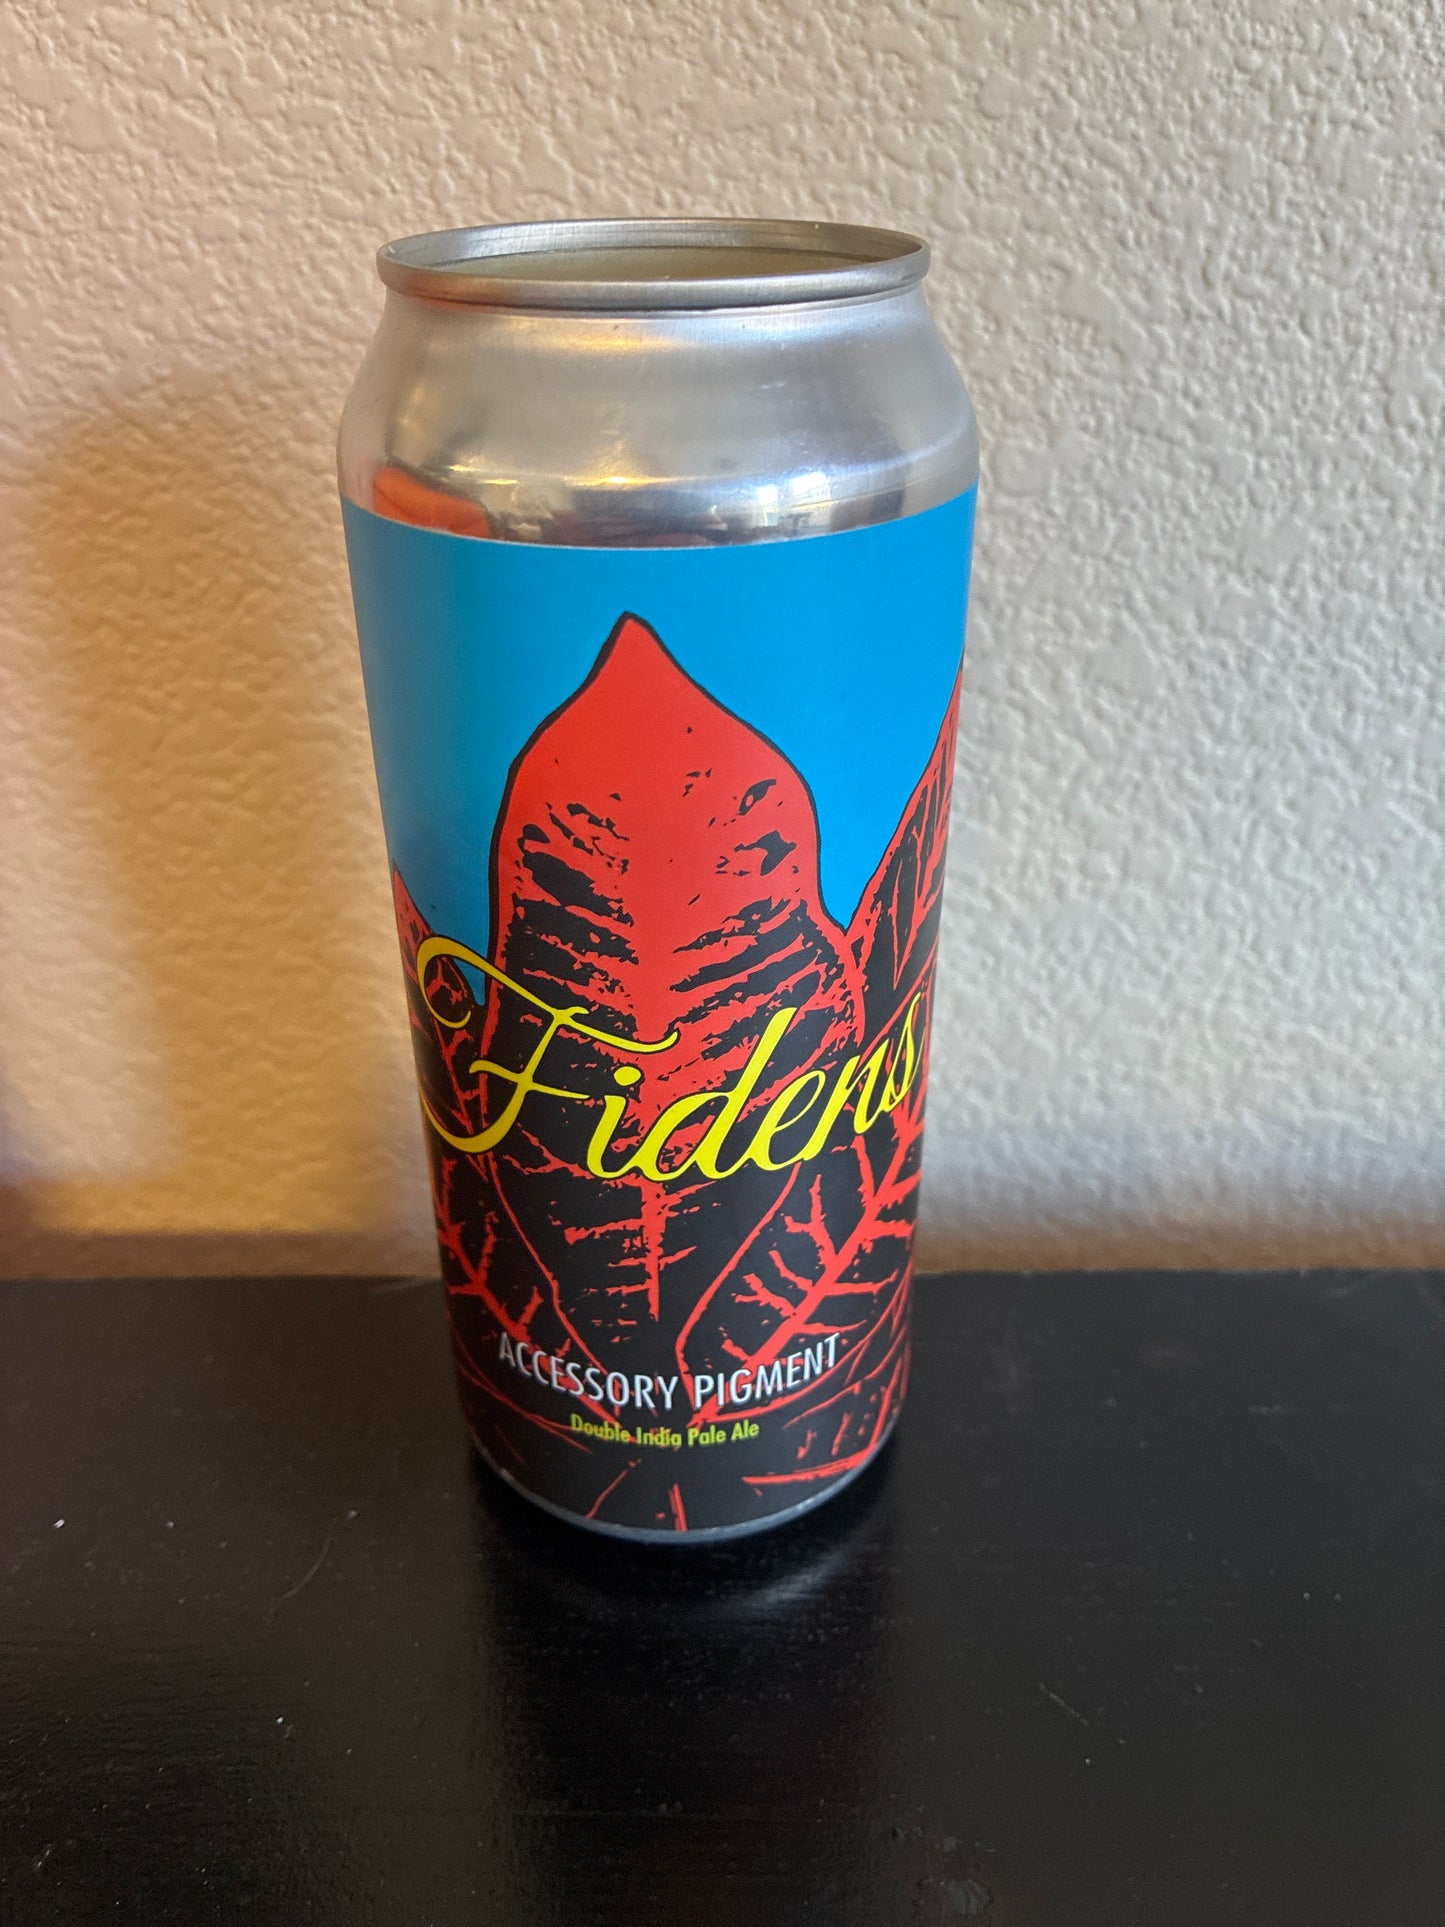 Fidens
ACCESSORY PIGMENT
Double India Pale Ale